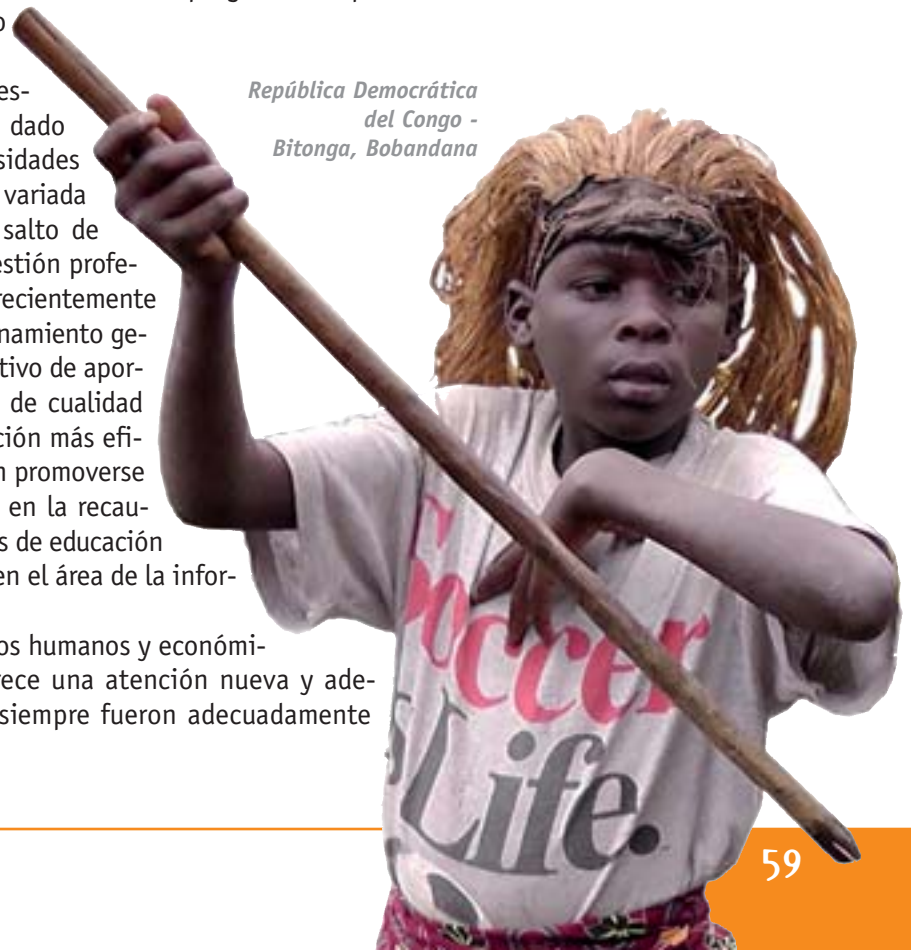 o
es-
dado
sidades
variada
salto de
estión profe-
recientemente
namiento ge-
tivo de apor-
de cualidad
ción más efi-
n promoverse
en la recau-
s de educación
en el área de la infor-
os humanos y económi-
rece una atención nueva y ade-
siempre fueron adecuadamente
República Democrática
del Congo -
Bitonga, Bobandana
Soccer
is Life.
59